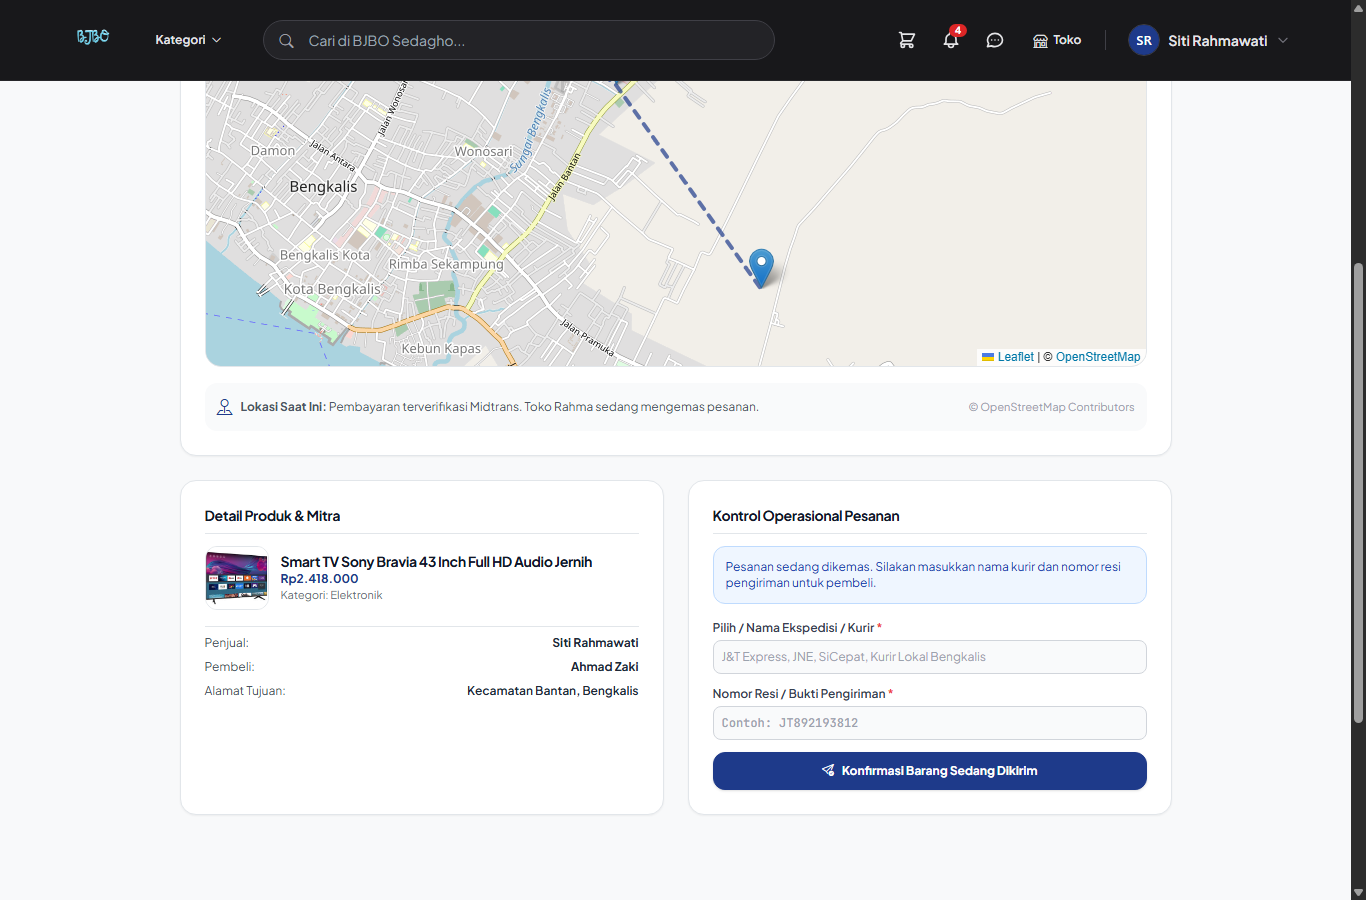 BJBO
Kategori
Cari di BJBO Sedagho...
4
Toko
SR
Siti Rahmawati
Jalan Wonosari
Sungai Bengkalis
Damon
Jalan Antara
Wonosari
Jalan Bantan
Bengkalis
Bengkalis Kota
Rimba Sekampung
Kota Bengkalis
Jalan Pramuka
Kebun Kapas
Leaflet | © OpenStreetMap
Lokasi Saat Ini: Pembayaran terverifikasi Midtrans. Toko Rahma sedang mengemas pesanan.
© OpenStreetMap Contributors
Detail Produk & Mitra
Smart TV Sony Bravia 43 Inch Full HD Audio Jernih
Rp2.418.000
Kategori: Elektronik
Penjual:
Siti Rahmawati
Pembeli:
Ahmad Zaki
Alamat Tujuan:
Kecamatan Bantan, Bengkalis
Kontrol Operasional Pesanan
Pesanan sedang dikemas. Silakan masukkan nama kurir dan nomor resi
pengiriman untuk pembeli.
Pilih / Nama Ekspedisi / Kurir *
J&T Express, JNE, SiCepat, Kurir Lokal Bengkalis
Nomor Resi / Bukti Pengiriman *
Contoh: JT892193812
Konfirmasi Barang Sedang Dikirim